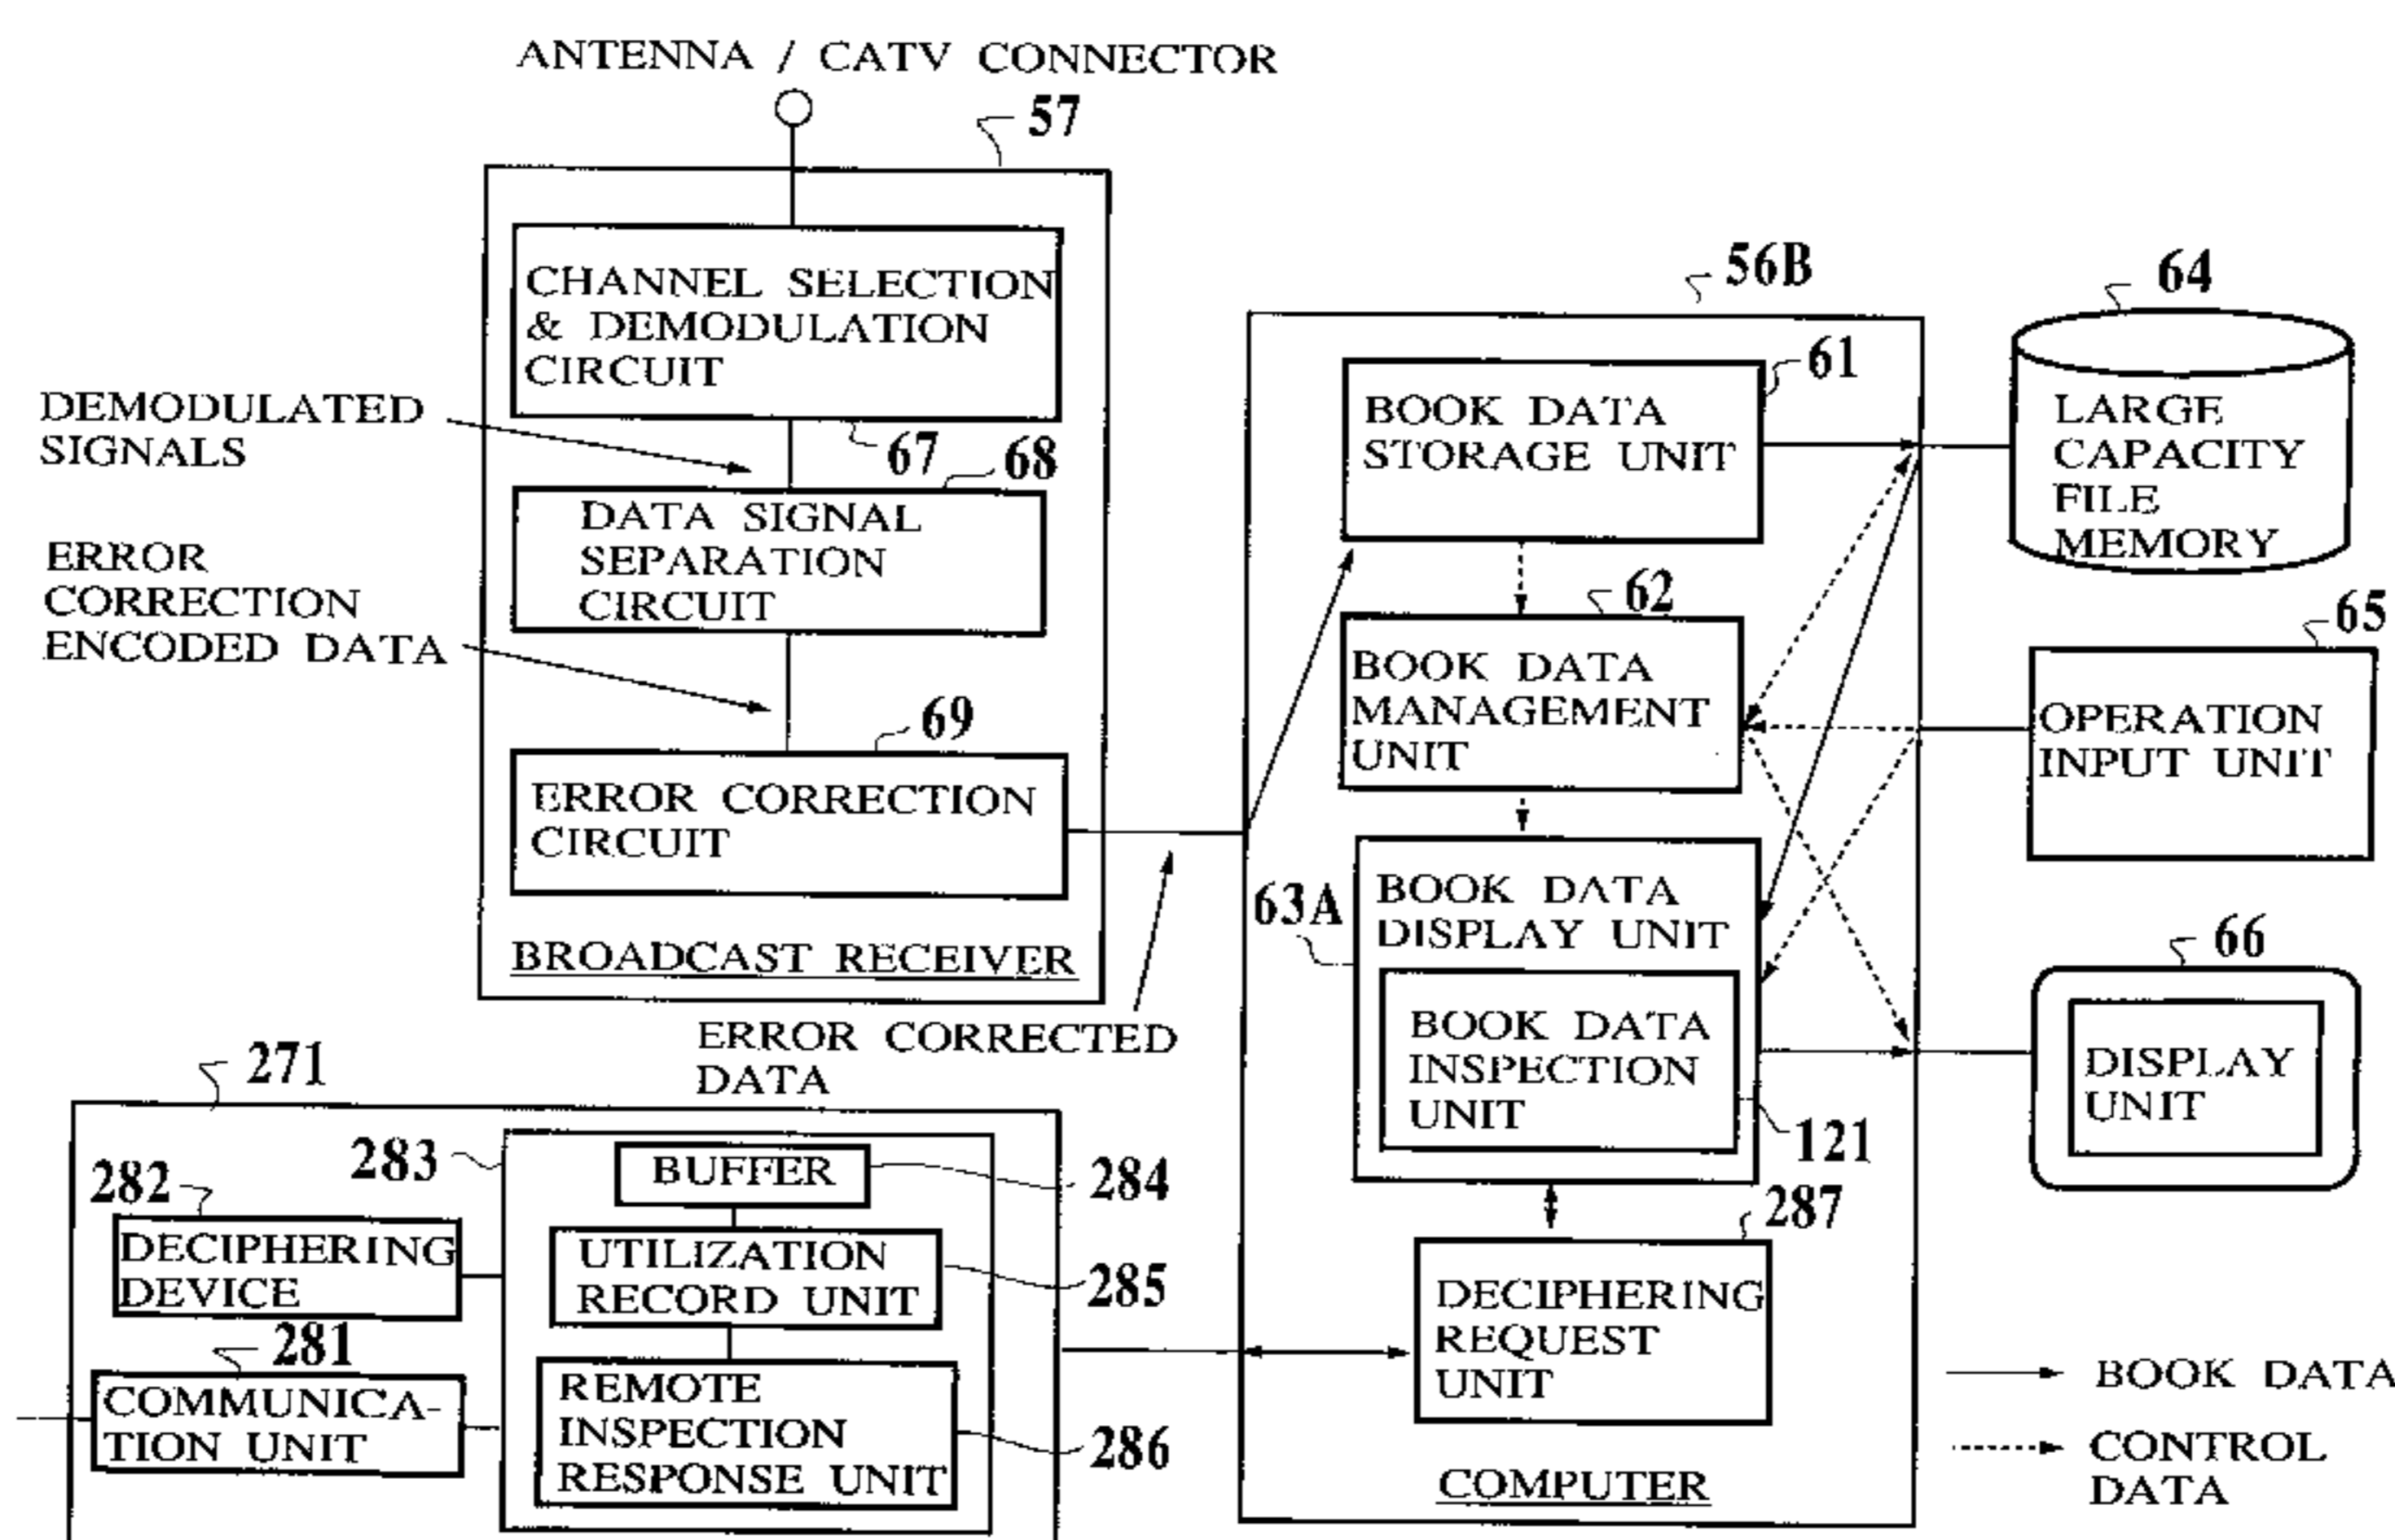 ANTENNA / CATV CONNECTOR
57
CHANNEL SELECTION
& DEMODULATION
CIRCUIT
67
DEMODULATED
SIGNALS
68
DATA SIGNAL
SEPARATION
CIRCUIT
ERROR
CORRECTION
ENCODED DATA
69
ERROR CORRECTION
CIRCUIT
BROADCAST RECEIVER
ERROR CORRECTED
DATA
56B
61
BOOK DATA
STORAGE UNIT
62
BOOK DATA
MANAGEMENT
UNIT
63A
BOOK DATA
DISPLAY UNIT
BOOK DATA
INSPECTION
UNIT
121
287
DECIPHERING
REQUEST
UNIT
COMPUTER
64
LARGE
CAPACITY
FILE
MEMORY
65
OPERATION
INPUT UNIT
66
DISPLAY
UNIT
271
282
DECIPHERING
DEVICE
281
COMMUNICA-
TION UNIT
283
BUFFER
284
UTILIZATION
RECORD UNIT
285
REMOTE
INSPECTION
RESPONSE UNIT
286
BOOK DATA
CONTROL
DATA